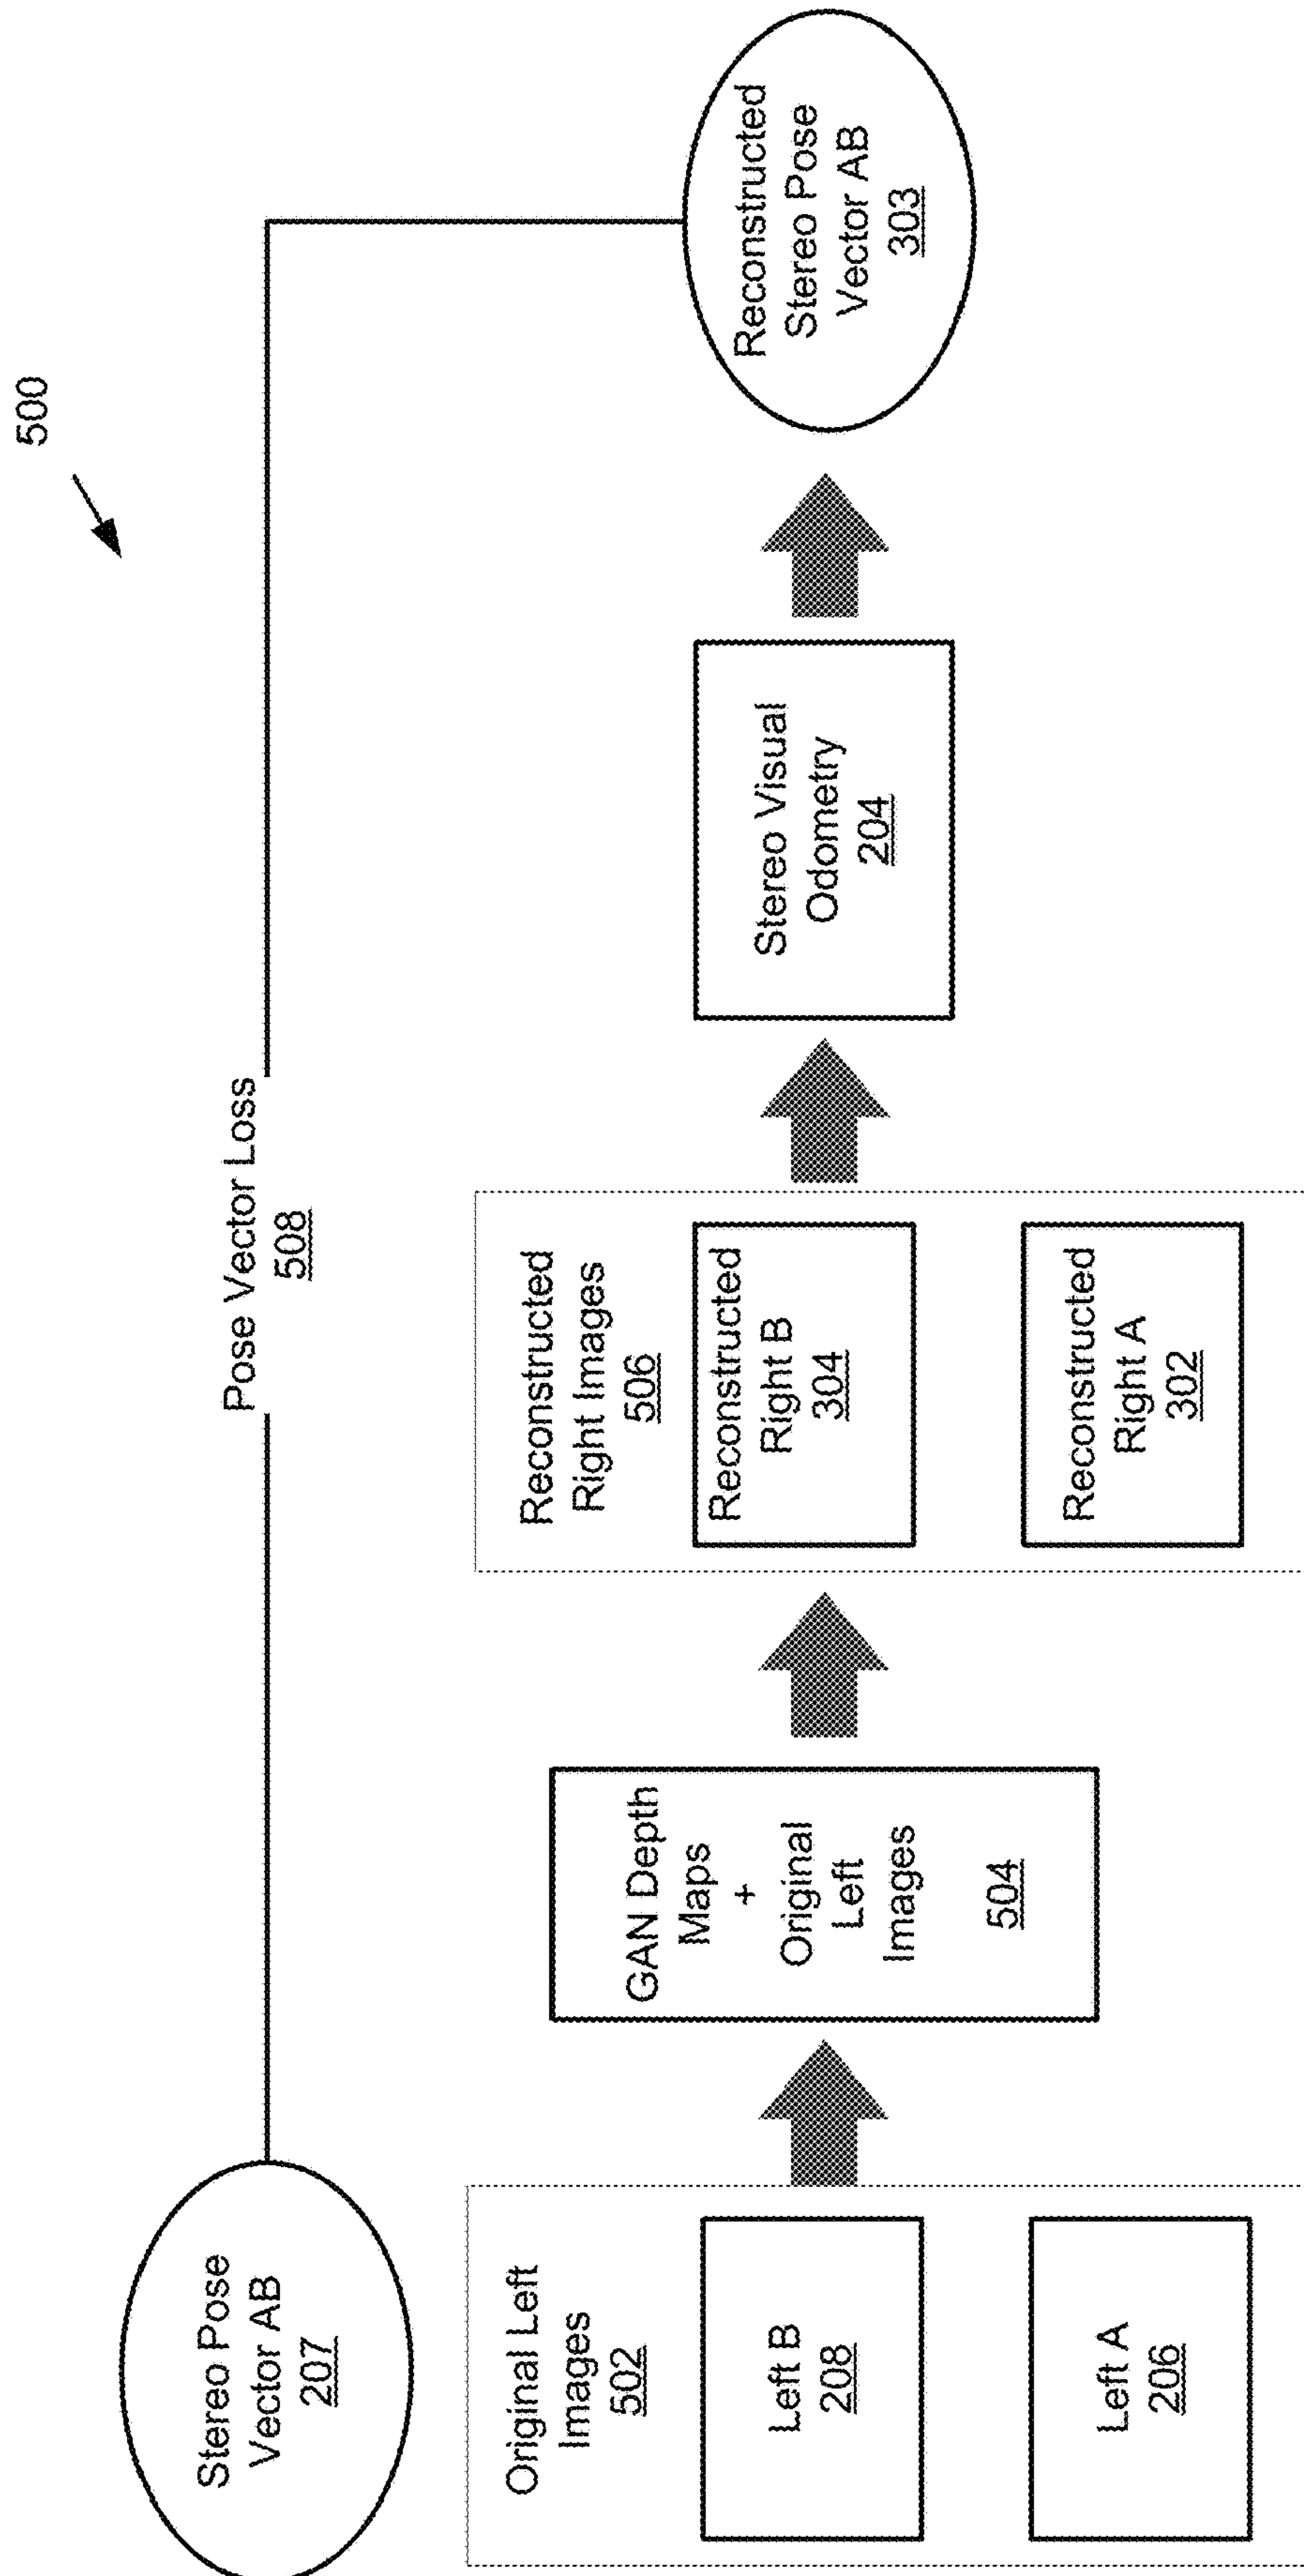 500
Stereo Pose
Vector AB
207
Pose Vector Loss
508
Original Left
Images
502
Left B
208
Left A
206
GAN Depth
Maps
+
Original
Left
Images
504
Reconstructed
Right Images
506
Reconstructed
Right B
304
Reconstructed
Right A
302
Stereo Visual
Odometry
204
Reconstructed
Stereo Pose
Vector AB
303